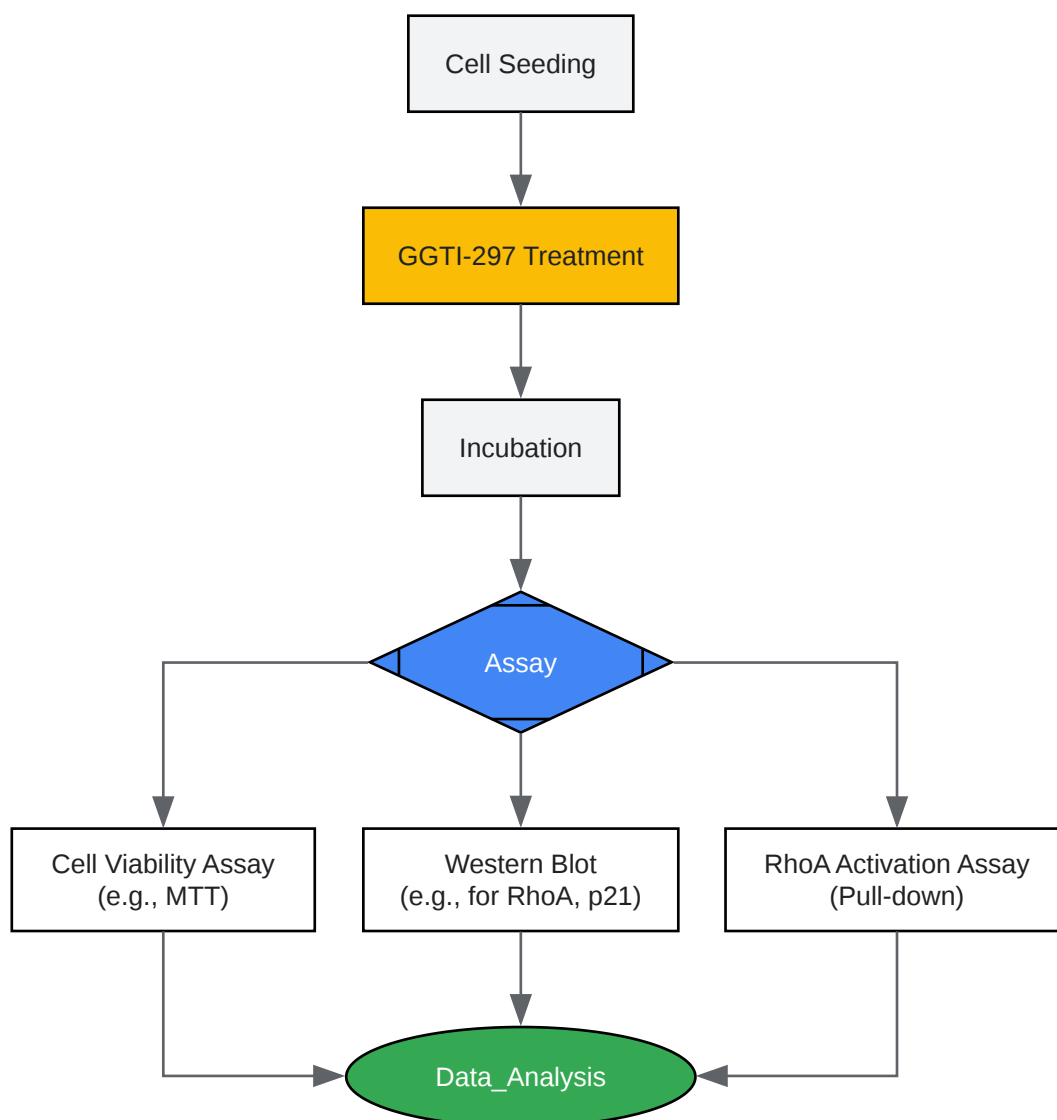 Cell Seeding
GGTI-297 Treatment
Incubation
Assay
Cell Viability Assay
(e.g., MTT)
Western Blot
(e.g., for RhoA, p21)
RhoA Activation Assay
(Pull-down)
Data_Analysis